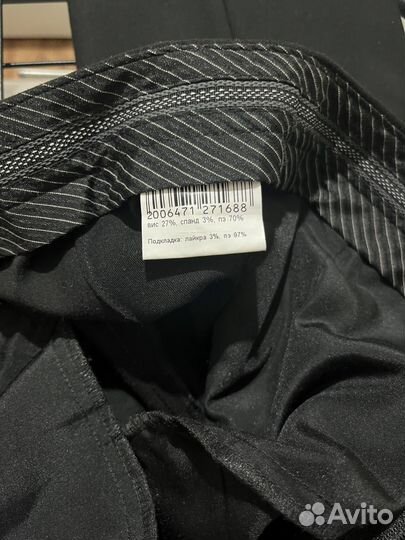 2006471 271688
вис 27%, спанд 3%, пэ 70%
Подкладка: лайкра 3%, пэ 97%
Avito